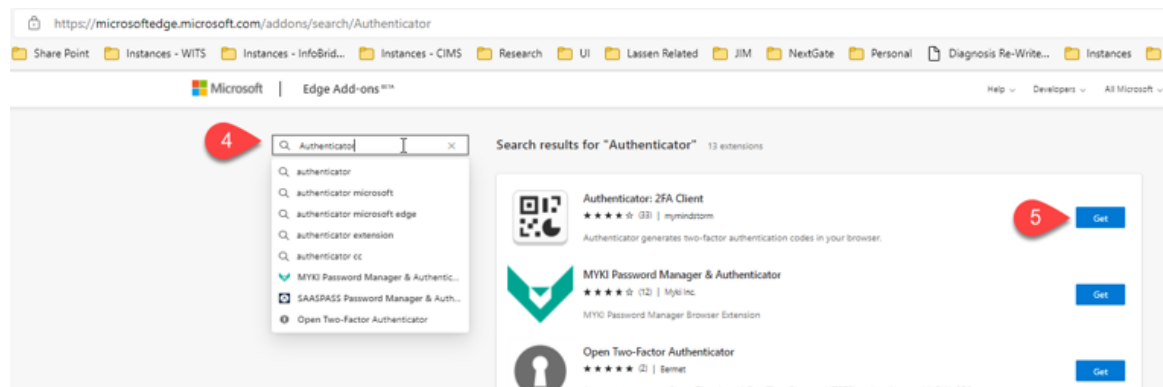 https://microsoftedge.microsoft.com/addons/search/Authenticator
Share Point Instances - WITS Instances - InfoBrid... Instances - CIMS Research UI Lassen Related JIM NextGate Personal Diagnosis Re-Write... Instances
Microsoft | Edge Add-ons BETA Help Developers All Microsoft
4 Authenticator Search results for "Authenticator" 13 extensions
authenticator
authenticator microsoft
authenticator microsoft edge
authenticator extension
authenticator cc
MYKI Password Manager & Authentic...
SAASPASS Password Manager & Auth...
Open Two-Factor Authenticator
Authenticator: 2FA Client
(33) | mymindstorm
Authenticator generates two-factor authentication codes in your browser.
5 Get
MYKI Password Manager & Authenticator
(12) | Myki Inc.
MYKI Password Manager Browser Extension
Get
Open Two-Factor Authenticator
(2) | Bermet
Get